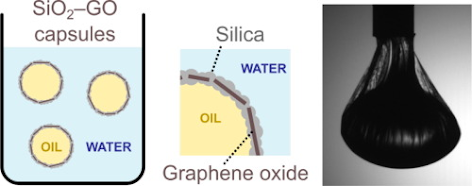 SiO₂–GO
capsules
OIL
WATER
Silica
WATER
OIL
Graphene oxide